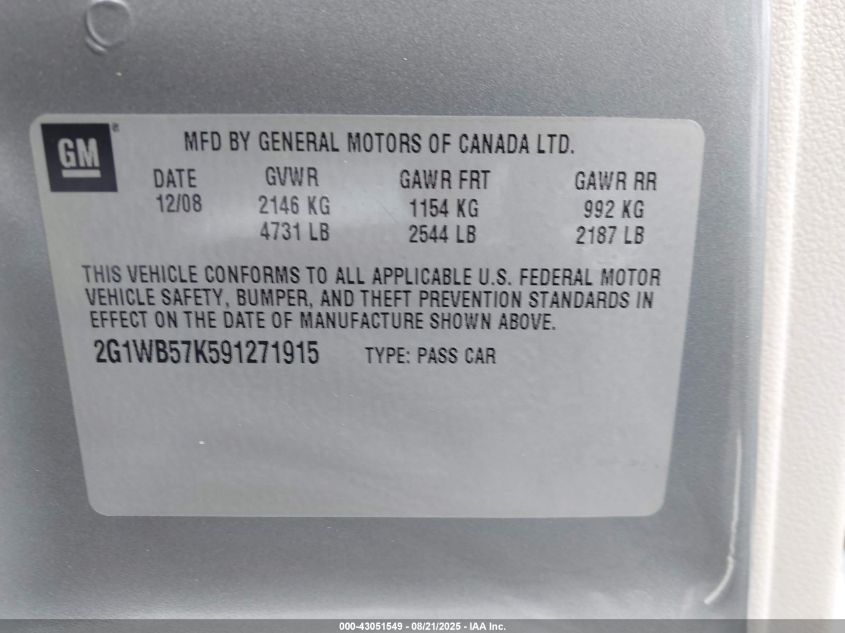 GM
MFD BY GENERAL MOTORS OF CANADA LTD.
DATE GVWR GAWR FRT GAWR RR
12/08 2146 KG 1154 KG 992 KG
4731 LB 2544 LB 2187 LB
THIS VEHICLE CONFORMS TO ALL APPLICABLE U.S. FEDERAL MOTOR
VEHICLE SAFETY, BUMPER, AND THEFT PREVENTION STANDARDS IN
EFFECT ON THE DATE OF MANUFACTURE SHOWN ABOVE.
2G1WB57K591271915 TYPE: PASS CAR
000-43051549 - 08/21/2025 - IAA Inc.